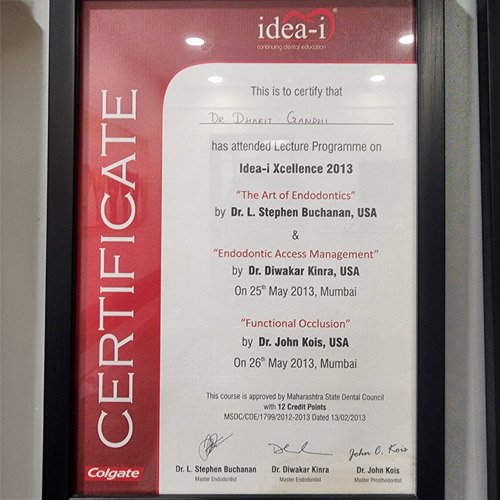 idea-i
continuing dental education
CERTIFICATE
This is to certify that
DR DHARIT GANDHI
has attended Lecture Programme on
Idea-i Xcellence 2013
"The Art of Endodontics"
by Dr. L. Stephen Buchanan, USA
&
"Endodontic Access Management"
by Dr. Diwakar Kinra, USA
On 25th May 2013, Mumbai
"Functional Occlusion"
by Dr. John Kois, USA
On 26th May 2013, Mumbai
This course is approved by Maharashtra State Dental Council
with 12 Credit Points
MSDC/CDE/1799/2012-2013 Dated 13/02/2013
John C. Kois
Dr. L. Stephen Buchanan Dr. Diwakar Kinra Dr. John Kois
Master Endodontist Master Endodontist Master Prosthodontist
Colgate